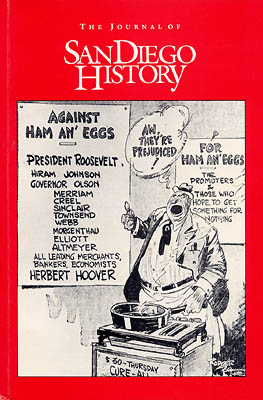 THE JOURNAL OF
SAN DIEGO
HISTORY
AGAINST
HAM AN' EGGS
PRESIDENT ROOSEVELT.
HIRAM JOHNSON
GOVERNOR OLSON
MERRIAM
CREEL
SINCLAIR
TOWNSEND
WEBB
MORGENTHAU
ELLIOTT
ALTMEYER
ALL LEADING MERCHANTS,
BANKERS, ECONOMISTS
HERBERT HOOVER
AW,
THEY'RE
PREJUDICED
FOR
HAM AN' EGGS
THE
PROMOTERS
& THOSE WHO
HOPE TO GET
SOMETHING FOR
NOTHING
$30-THURSDAY
CURE-ALL